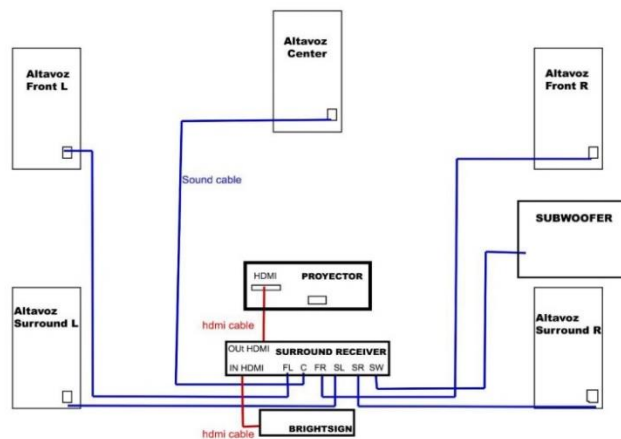 Altavoz
Center
Altavoz
Front L
Altavoz
Front R
Sound cable
SUBWOOFER
HDMI
PROYECTOR
Altavoz
Surround L
Altavoz
Surround R
hdmi cable
OUt HDMI
SURROUND RECEIVER
IN HDMI FL C FR SL SR SW
hdmi cable
BRIGHTSIGN